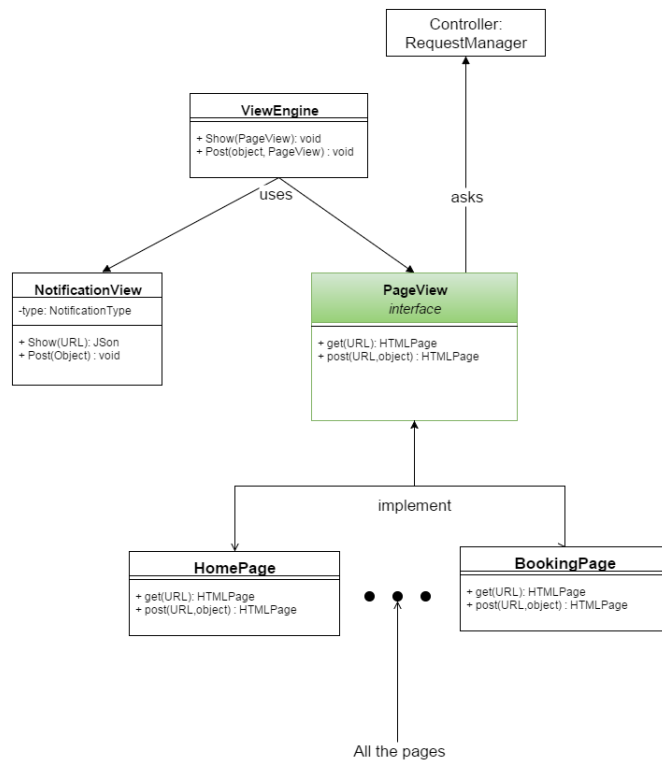 Controller:
RequestManager
ViewEngine
+ Show(PageView): void
+ Post(object, PageView) : void
uses
asks
NotificationView
-type: NotificationType
+ Show(URL): JSon
+ Post(Object) : void
PageView
interface
+ get(URL): HTMLPage
+ post(URL,object) : HTMLPage
implement
HomePage
+ get(URL): HTMLPage
+ post(URL,object) : HTMLPage
BookingPage
+ get(URL): HTMLPage
+ post(URL,object) : HTMLPage
All the pages